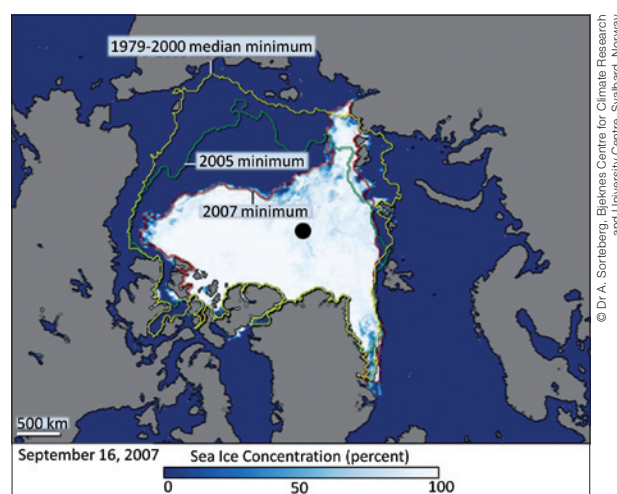 1979-2000 median minimum
2005 minimum
2007 minimum
500 km
September 16, 2007
Sea Ice Concentration (percent)
0 50 100
© Dr A. Sorteberg, Bjeknes Centre for Climate Research
and University Centre, Svalbard, Norway